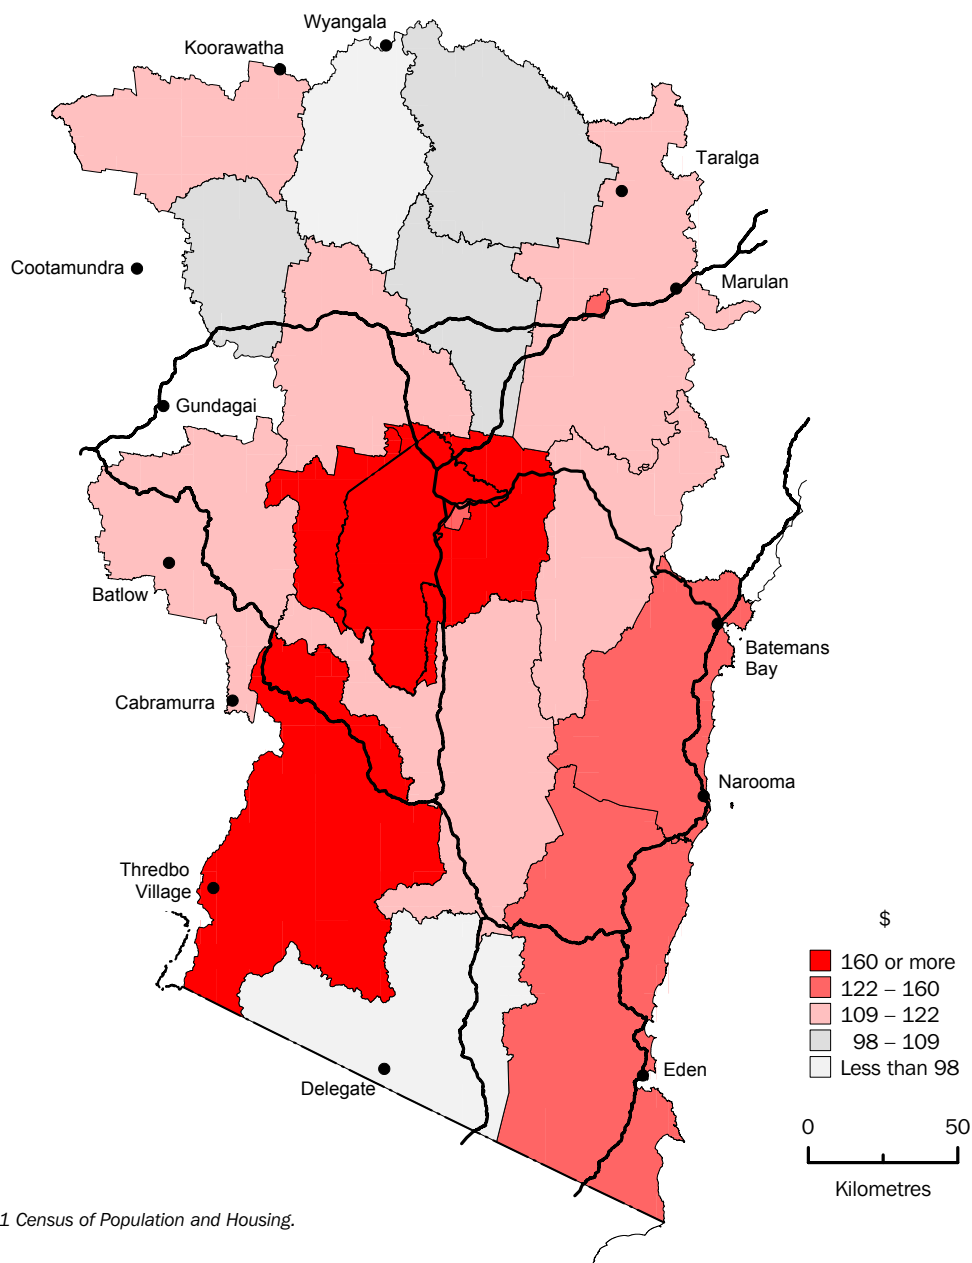 Wyangala
Koorawatha
Taralga
Cootamundra
Marulan
Gundagai
Batlow
Batemans
Bay
Cabramurra
Narooma
Thredbo
Village
$
160 or more
122 – 160
109 – 122
98 – 109
Less than 98
Eden
Delegate
0 50
Kilometres
1 Census of Population and Housing.